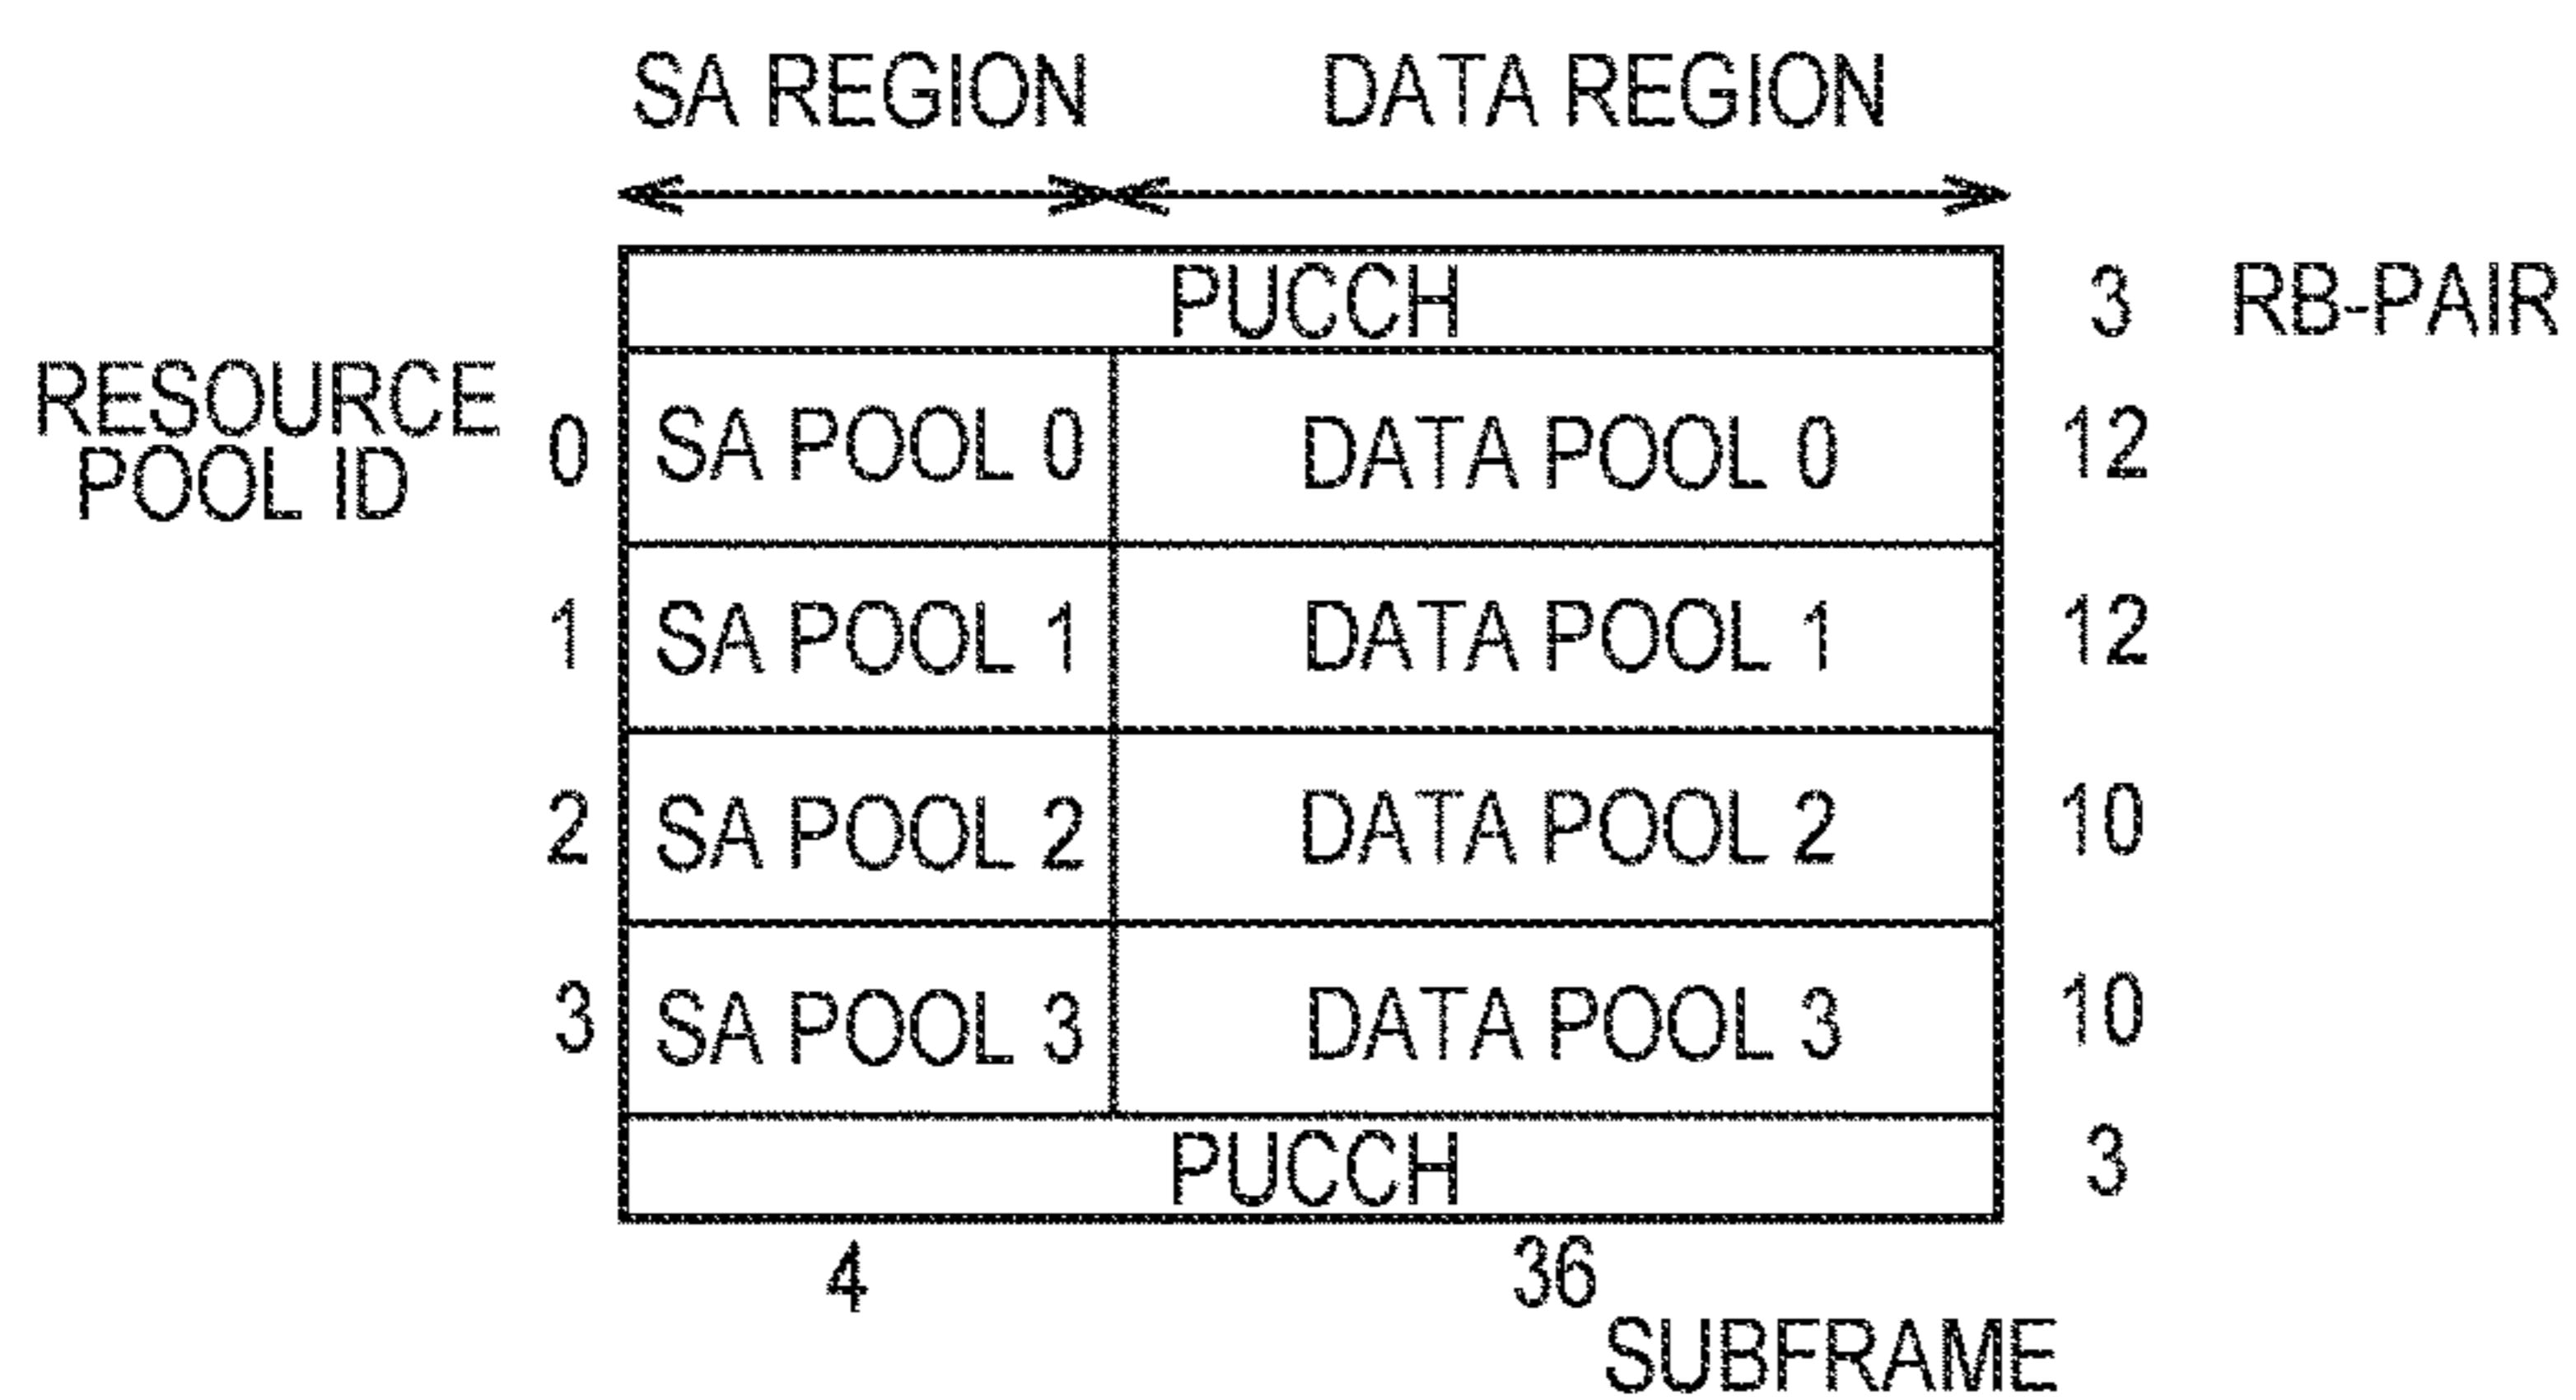 SA REGION DATA REGION
PUCCH 3 RB-PAIR
RESOURCE
POOL ID
0 SA POOL 0 DATA POOL 0 12
1 SA POOL 1 DATA POOL 1 12
2 SA POOL 2 DATA POOL 2 10
3 SA POOL 3 DATA POOL 3 10
PUCCH 3
4 36
SUBFRAME